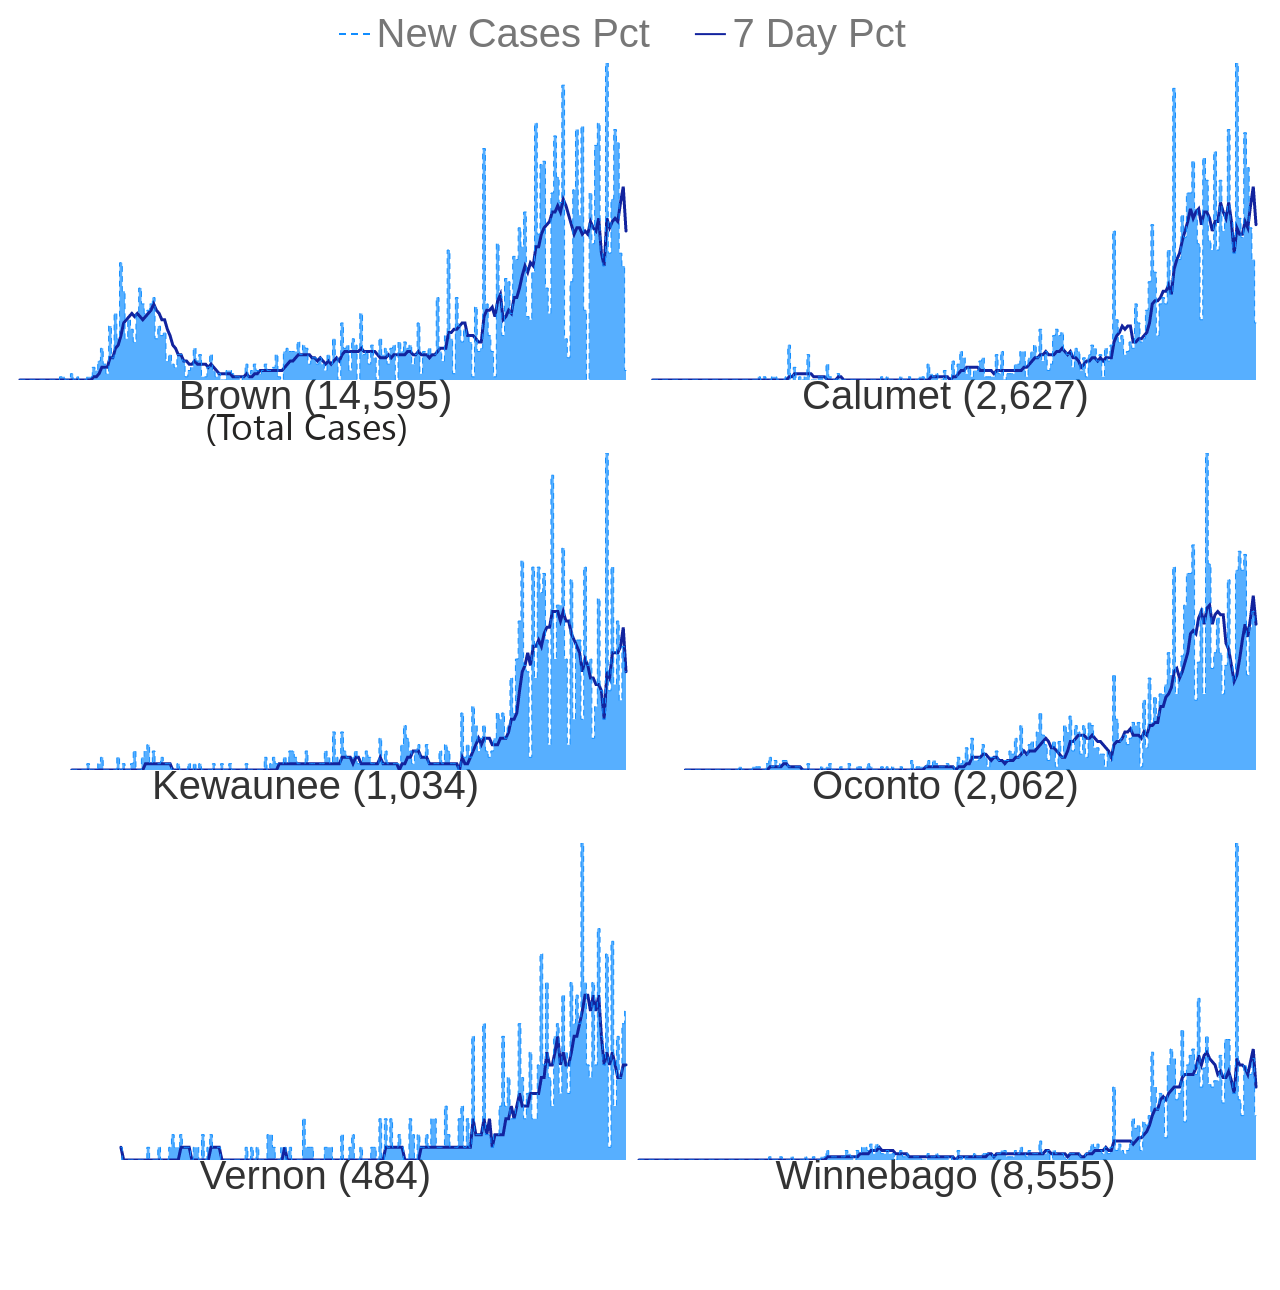 New Cases Pct 7 Day Pct
Brown (14,595) Calumet (2,627)
(Total Cases)
Kewaunee (1,034) Oconto (2,062)
Vernon (484) Winnebago (8,555)